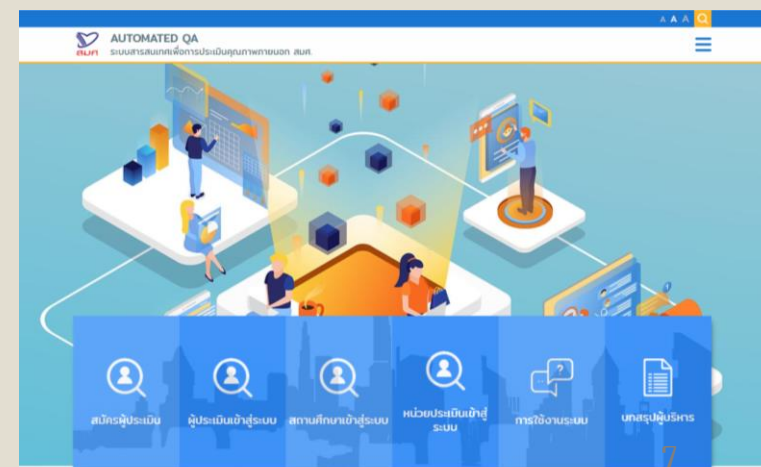 A A A
AUTOMATED QA
สมศ
ระบบสารสนเทศเพื่อการประเมินคุณภาพภายนอก สมศ.
สมัครผู้ประเมิน
ผู้ประเมินเข้าสู่ระบบ
สถานศึกษาเข้าสู่ระบบ
หน่วยประเมินเข้าสู่
ระบบ
การใช้งานระบบ
บทสรุปผู้บริหาร
7